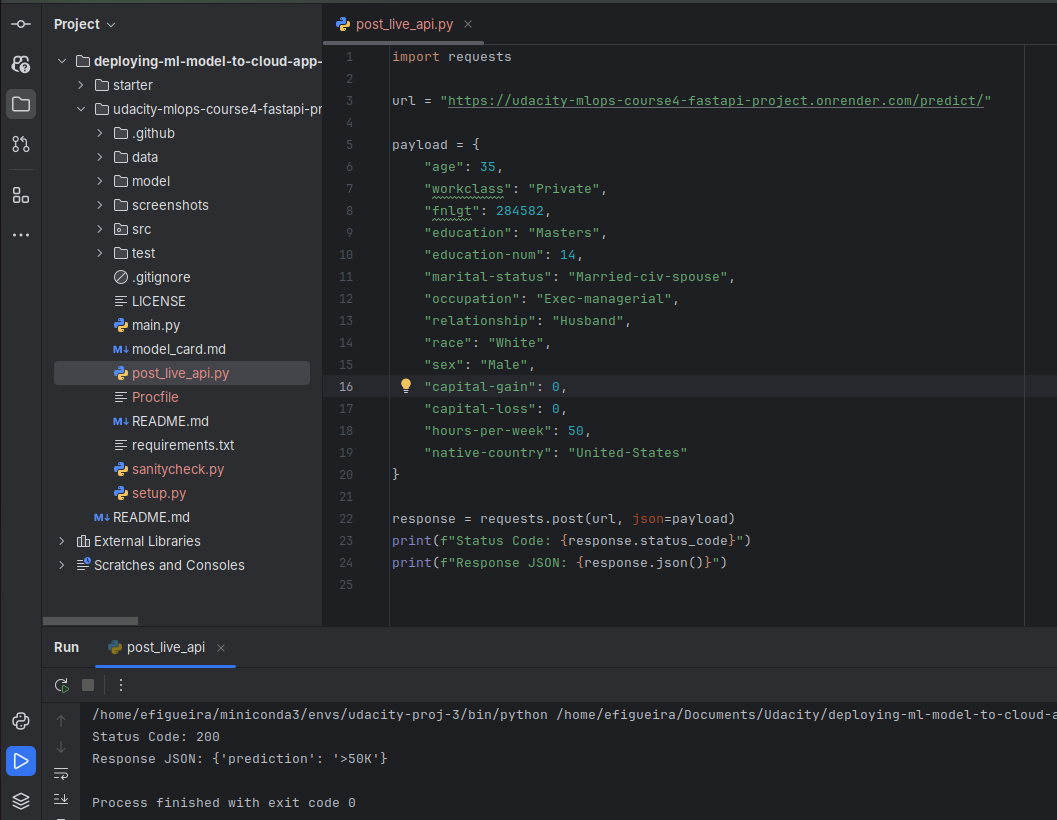 Project
deploying-ml-model-to-cloud-app-
starter
udacity-mlops-course4-fastapi-pr
.github
data
model
screenshots
src
test
.gitignore
LICENSE
main.py
M↓ model_card.md
post_live_api.py
Procfile
M↓ README.md
requirements.txt
sanitycheck.py
setup.py
M↓ README.md
External Libraries
Scratches and Consoles
post_live_api.py ×
1 import requests
2
3 url = "https://udacity-mlops-course4-fastapi-project.onrender.com/predict/"
4
5 payload = {
6 "age": 35,
7 "workclass": "Private",
8 "fnlgt": 284582,
9 "education": "Masters",
10 "education-num": 14,
11 "marital-status": "Married-civ-spouse",
12 "occupation": "Exec-managerial",
13 "relationship": "Husband",
14 "race": "White",
15 "sex": "Male",
16 "capital-gain": 0,
17 "capital-loss": 0,
18 "hours-per-week": 50,
19 "native-country": "United-States"
20 }
21
22 response = requests.post(url, json=payload)
23 print(f"Status Code: {response.status_code}")
24 print(f"Response JSON: {response.json()}")
25
Run post_live_api ×
/home/efigueira/miniconda3/envs/udacity-proj-3/bin/python /home/efigueira/Documents/Udacity/deploying-ml-model-to-cloud-a
Status Code: 200
Response JSON: {'prediction': '>50K'}
Process finished with exit code 0